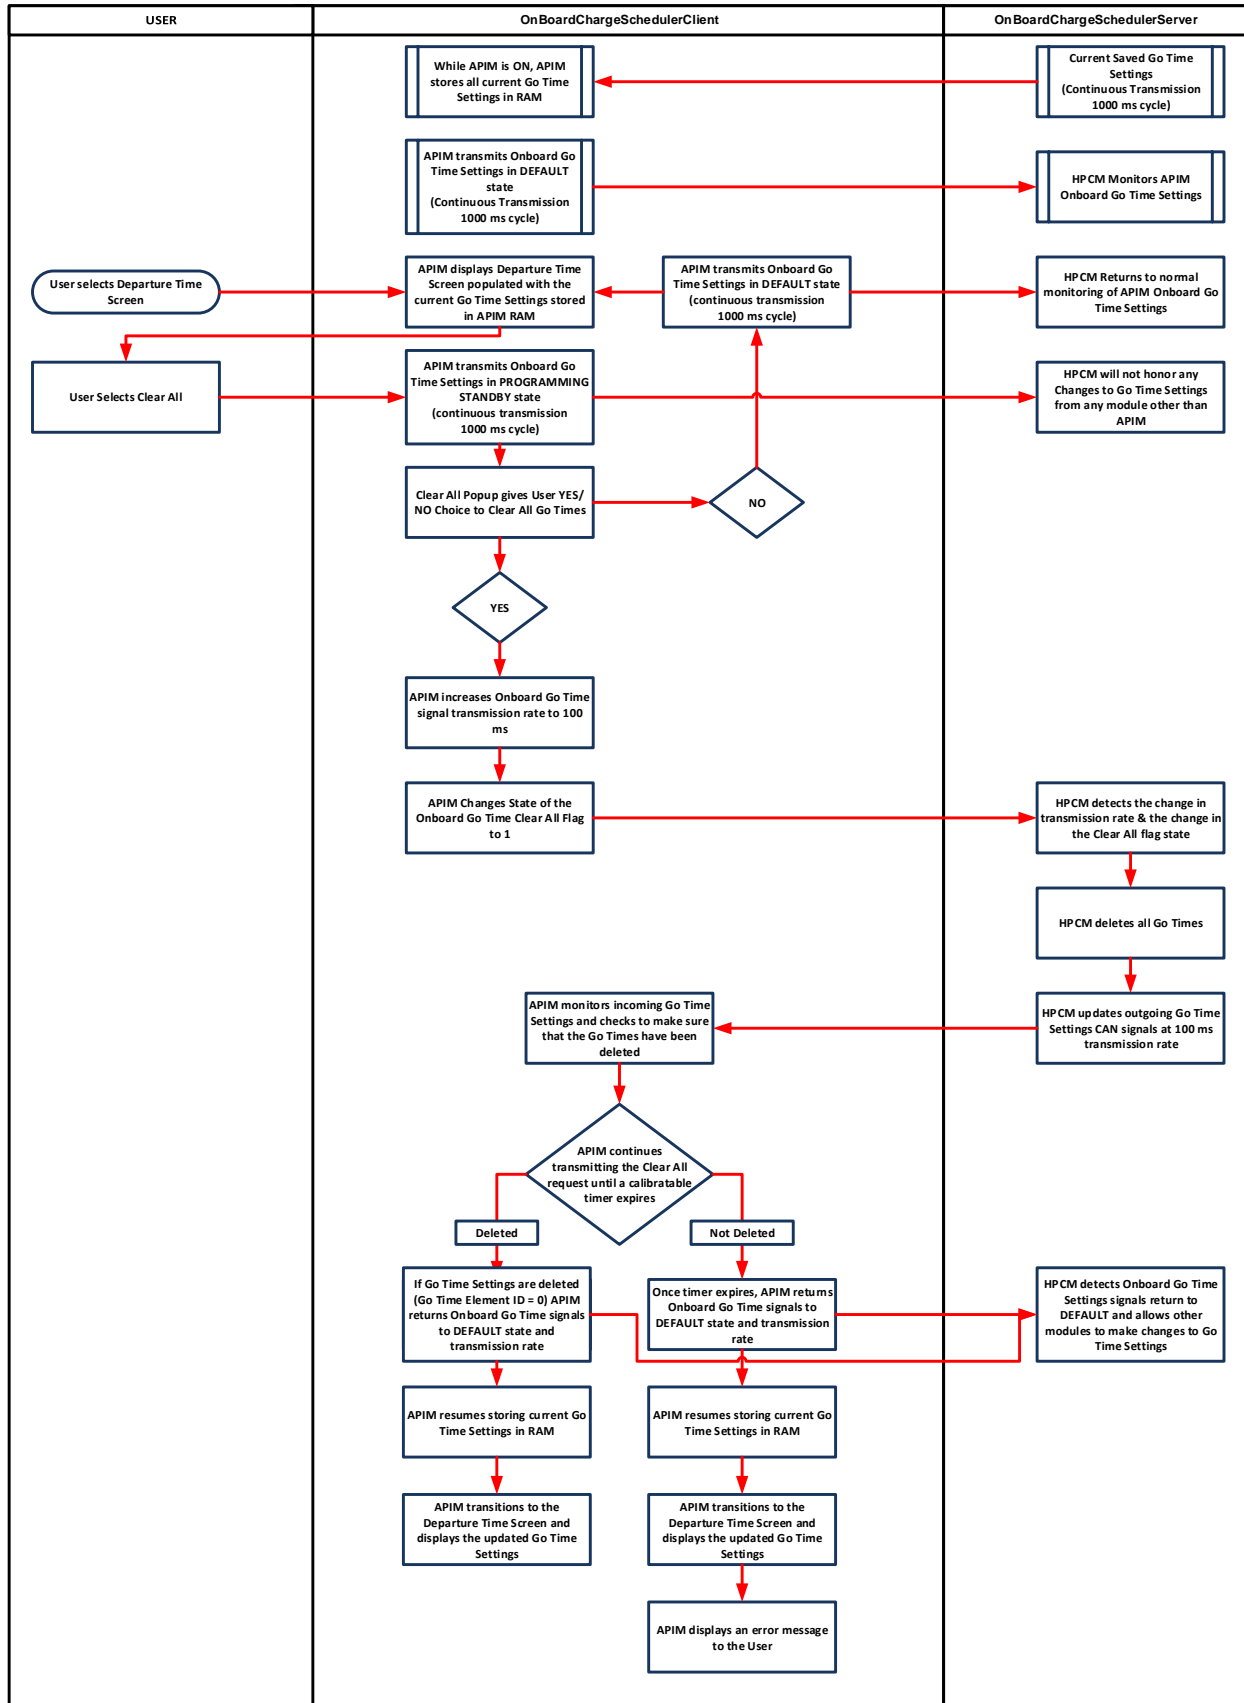 USER
OnBoardChargeSchedulerClient
OnBoardChargeSchedulerServer
While APIM is ON, APIM
stores all current Go Time
Settings in RAM
Current Saved Go Time
Settings
(Continuous Transmission
1000 ms cycle)
APIM transmits Onboard Go
Time Settings in DEFAULT
state
(Continuous Transmission
1000 ms cycle)
HPCM Monitors APIM
Onboard Go Time Settings
User selects Departure Time
Screen
APIM displays Departure Time
Screen populated with the
current Go Time Settings stored
in APIM RAM
APIM transmits Onboard Go
Time Settings in DEFAULT state
(continuous transmission
1000 ms cycle)
HPCM Returns to normal
monitoring of APIM Onboard Go
Time Settings
User Selects Clear All
APIM transmits Onboard Go
Time Settings in PROGRAMMING
STANDBY state
(continuous transmission
1000 ms cycle)
HPCM will not honor any
Changes to Go Time Settings
from any module other than
APIM
Clear All Popup gives User YES/
NO Choice to Clear All Go Times
NO
YES
APIM increases Onboard Go Time
signal transmission rate to 100
ms
APIM Changes State of the
Onboard Go Time Clear All Flag
to 1
HPCM detects the change in
transmission rate & the change in
the Clear All flag state
HPCM deletes all Go Times
APIM monitors incoming Go Time
Settings and checks to make sure
that the Go Times have been
deleted
HPCM updates outgoing Go Time
Settings CAN signals at 100 ms
transmission rate
APIM continues
transmitting the Clear All
request until a calibratable
timer expires
Deleted
Not Deleted
If Go Time Settings are deleted
(Go Time Element ID = 0) APIM
returns Onboard Go Time signals
to DEFAULT state and
transmission rate
Once timer expires, APIM returns
Onboard Go Time signals to
DEFAULT state and transmission
rate
HPCM detects Onboard Go Time
Settings signals return to
DEFAULT and allows other
modules to make changes to Go
Time Settings
APIM resumes storing current Go
Time Settings in RAM
APIM resumes storing current Go
Time Settings in RAM
APIM transitions to the
Departure Time Screen and
displays the updated Go Time
Settings
APIM transitions to the
Departure Time Screen and
displays the updated Go Time
Settings
APIM displays an error message
to the User